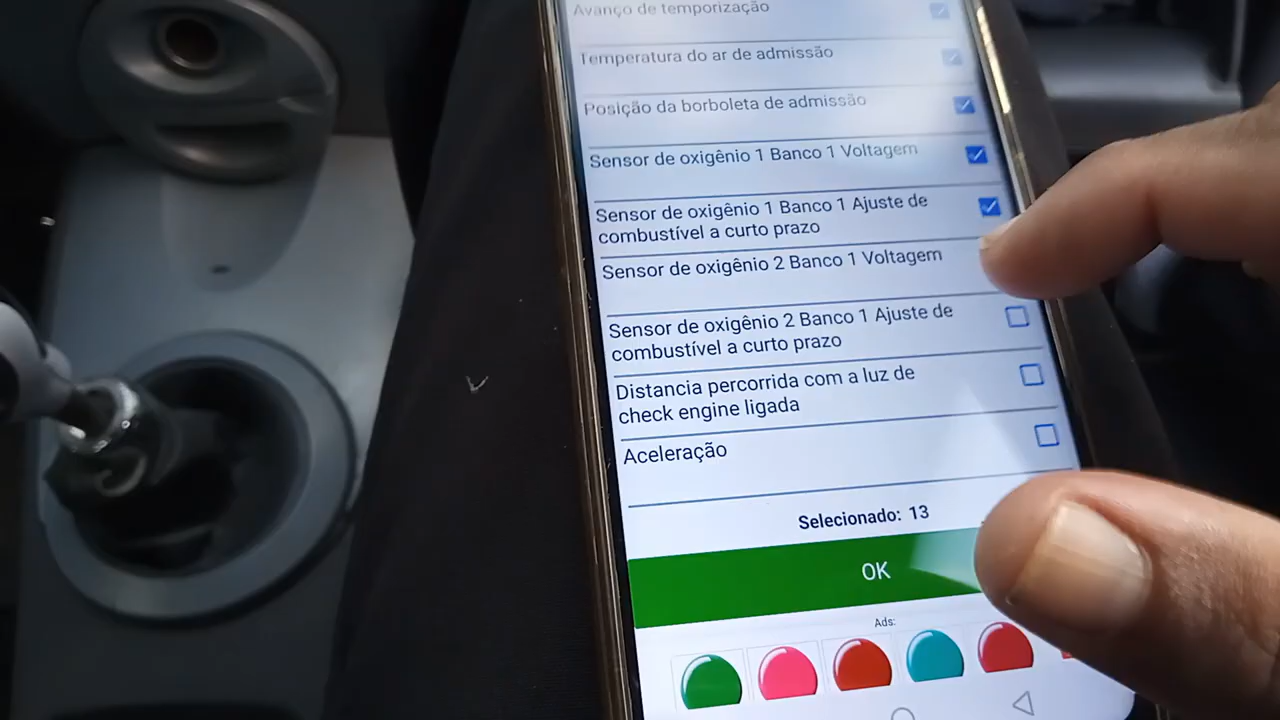 Avanço de temporização
Temperatura do ar de admissão
Posição da borboleta de admissão
Sensor de oxigênio 1 Banco 1 Voltagem
Sensor de oxigênio 1 Banco 1 Ajuste de
combustível a curto prazo
Sensor de oxigênio 2 Banco 1 Voltagem
Sensor de oxigênio 2 Banco 1 Ajuste de
combustível a curto prazo
Distancia percorrida com a luz de
check engine ligada
Aceleração
Selecionado: 13
OK
Ads: